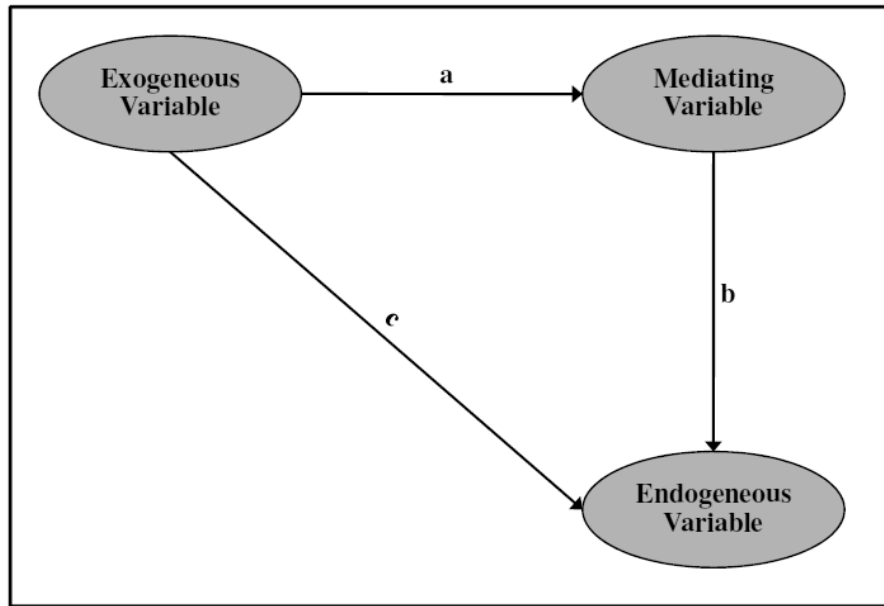 Exogeneous
Variable
a
Mediating
Variable
c
b
Endogeneous
Variable